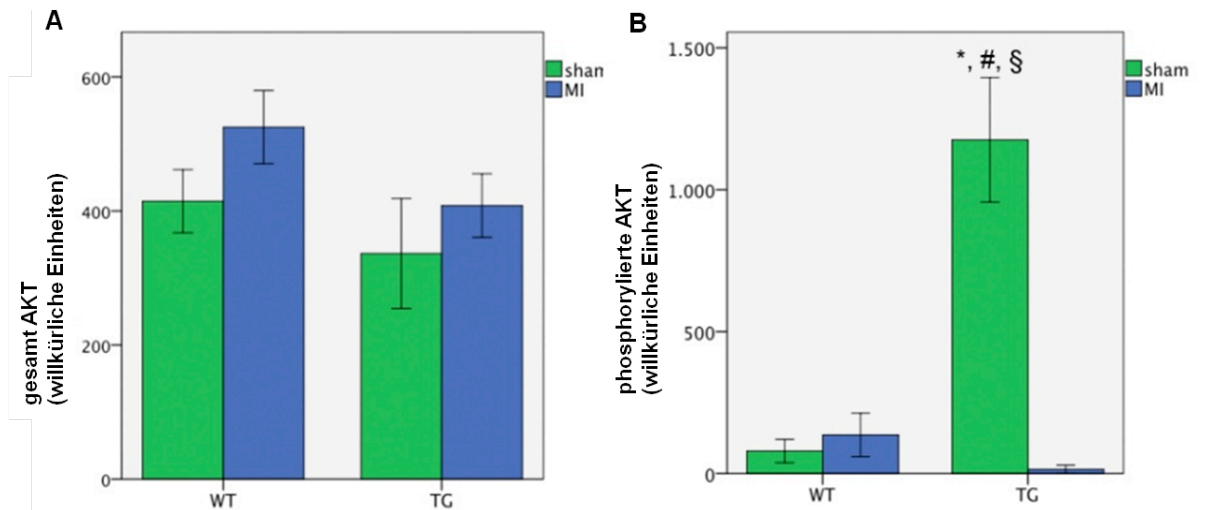 A
gesamt AKT
(willkürliche Einheiten)
600
400
200
0
WT
TG
sham
MI
B
phosphorylierte AKT
(willkürliche Einheiten)
1.500
1.000
500
0
*, #, §
WT
TG
sham
MI